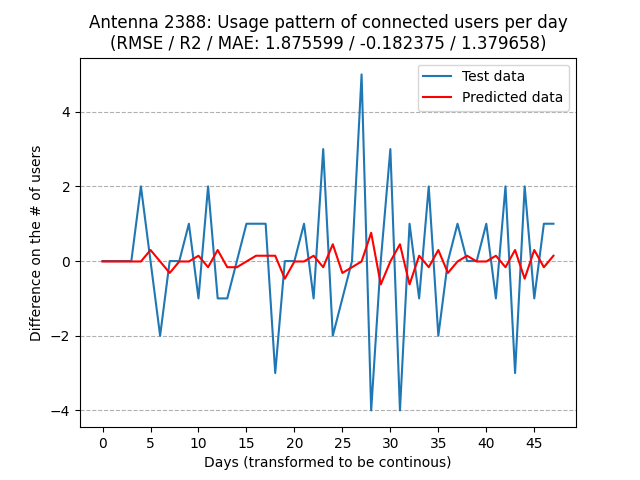 Antenna 2388: Usage pattern of connected users per day
(RMSE / R2 / MAE: 1.875599 / -0.182375 / 1.379658)
Test data
Predicted data
Difference on the # of users
4
2
0
−2
−4
0 5 10 15 20 25 30 35 40 45
Days (transformed to be continous)